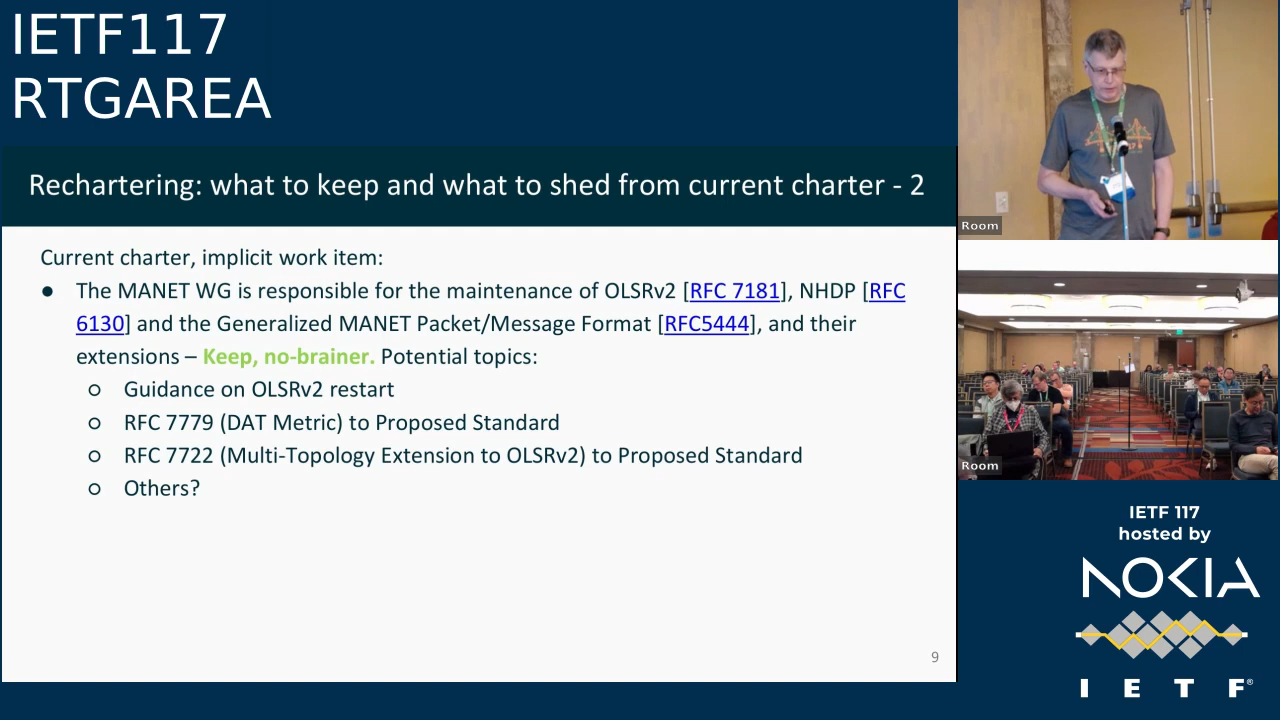 IETF117
RTGAREA
Rechartering: what to keep and what to shed from current charter - 2
Current charter, implicit work item:
● The MANET WG is responsible for the maintenance of OLSRv2 [RFC 7181], NHDP [RFC
6130] and the Generalized MANET Packet/Message Format [RFC5444], and their
extensions – Keep, no-brainer. Potential topics:
○ Guidance on OLSRv2 restart
○ RFC 7779 (DAT Metric) to Proposed Standard
○ RFC 7722 (Multi-Topology Extension to OLSRv2) to Proposed Standard
○ Others?
9
Room
Room
IETF 117
hosted by
NOKIA
I E T F®